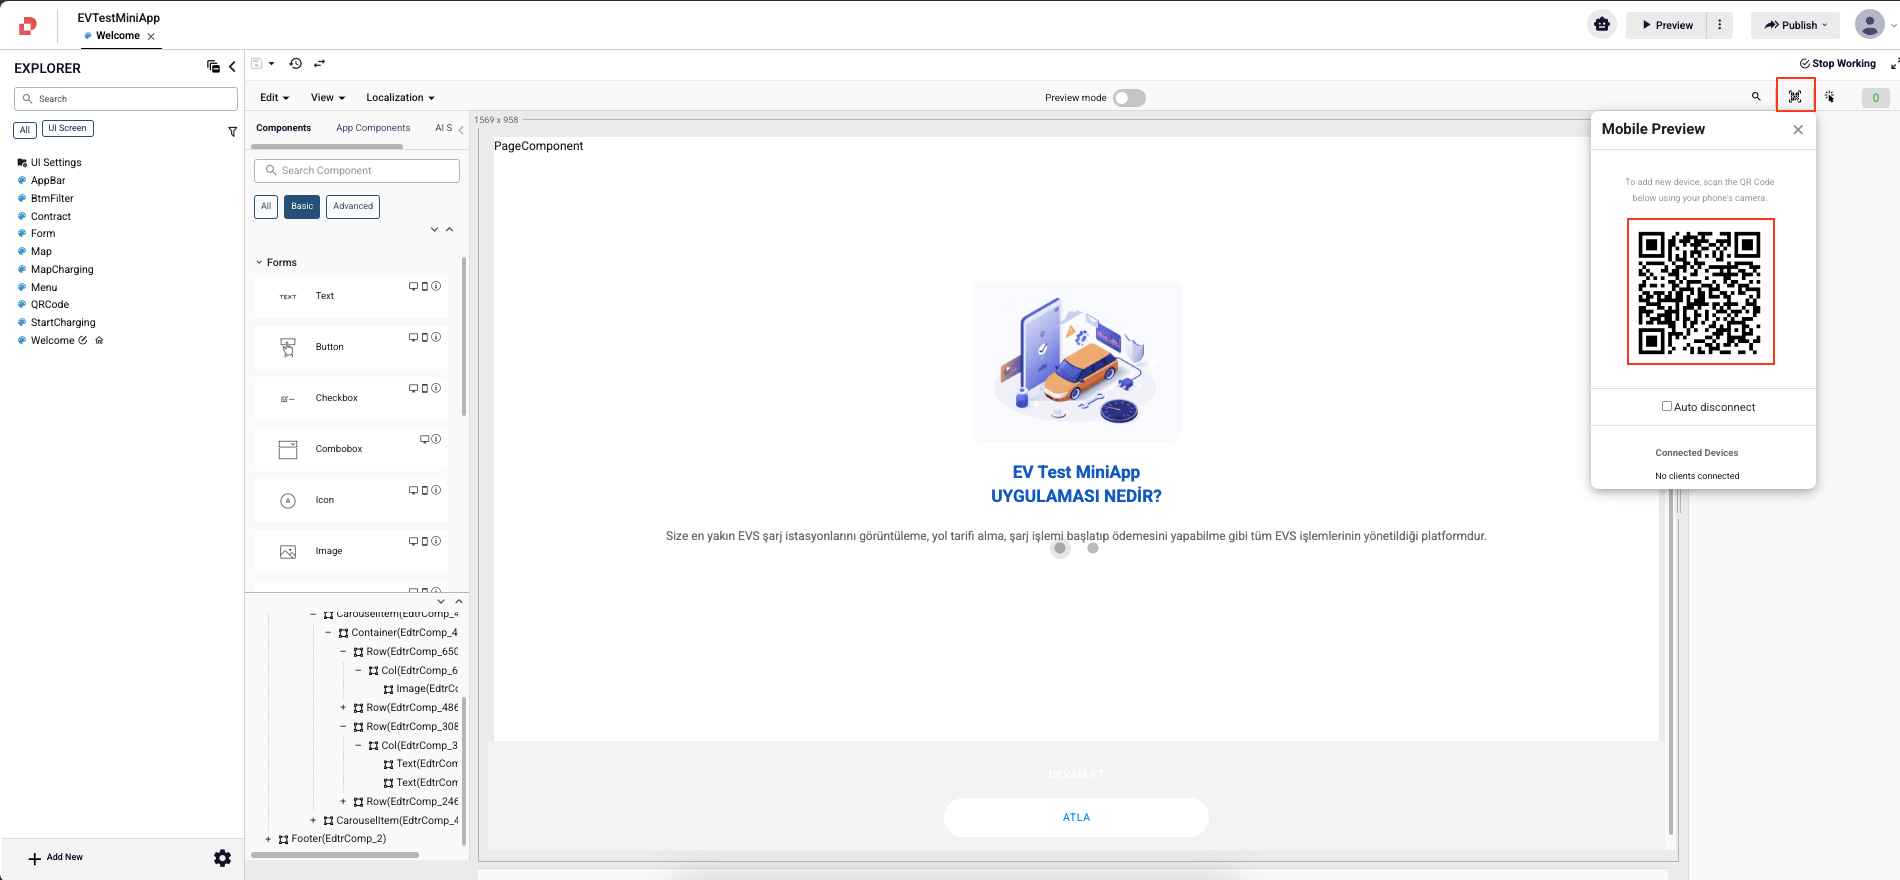 EVTestMiniApp
Welcome
Preview
Publish
EXPLORER
Stop Working
Search
All
UI Screen
UI Settings
AppBar
BtmFilter
Contract
Form
Map
MapCharging
Menu
QRCode
StartCharging
Welcome
Add New
Edit
View
Localization
Preview mode
0
Components
App Components
AI S
Search Component
All
Basic
Advanced
Forms
TEXT
Text
Button
Checkbox
Combobox
Icon
Image
CarouselItem(EdtrComp_4
Container(EdtrComp_4
Row(EdtrComp_650
Col(EdtrComp_6
Image(EdtrCo
Row(EdtrComp_486
Row(EdtrComp_308
Col(EdtrComp_3
Text(EdtrCom
Text(EdtrCom
Row(EdtrComp_246
CarouselItem(EdtrComp_4
Footer(EdtrComp_2)
1569 x 958
PageComponent
EV Test MiniApp
UYGULAMASI NEDİR?
Size en yakın EVS şarj istasyonlarını görüntüleme, yol tarifi alma, şarj işlemi başlatıp ödemesini yapabilme gibi tüm EVS işlemlerinin yönetildiği platformdur.
DEVAM ET
ATLA
Mobile Preview
To add new device, scan the QR Code
below using your phone's camera.
Auto disconnect
Connected Devices
No clients connected